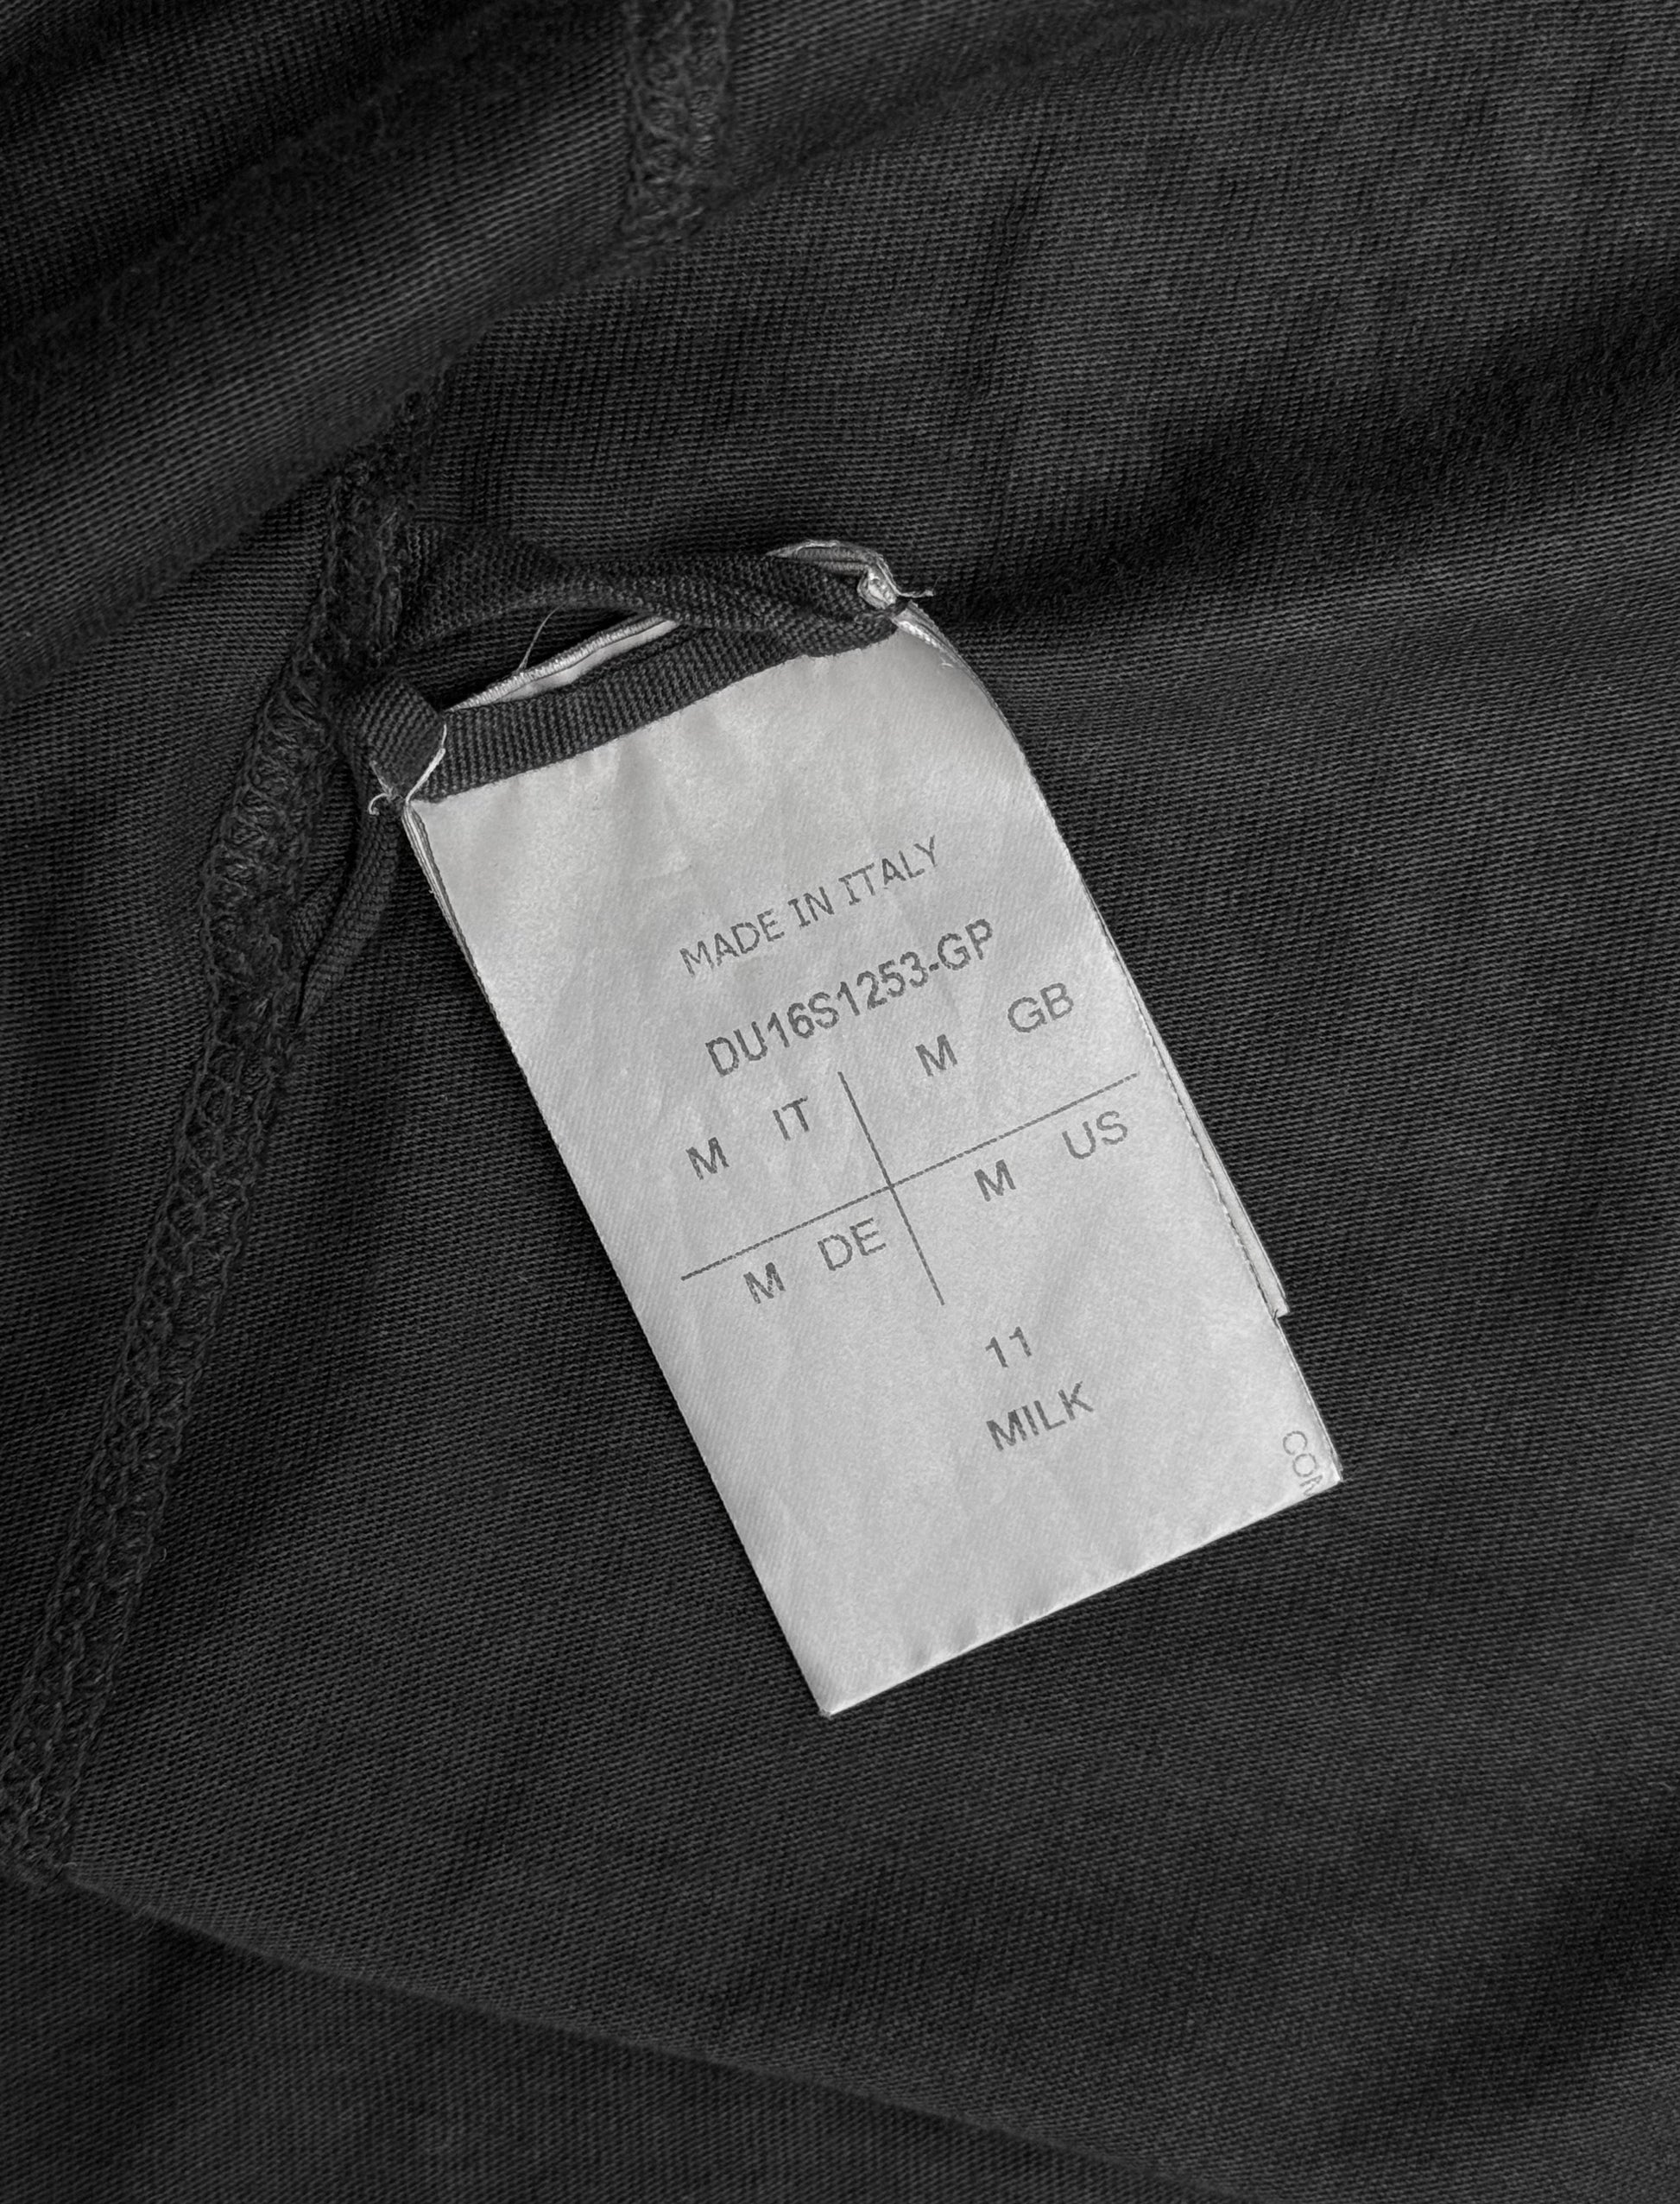 MADE IN ITALY
DU16S1253-GP
M IT M GB
M DE M US
11
MILK